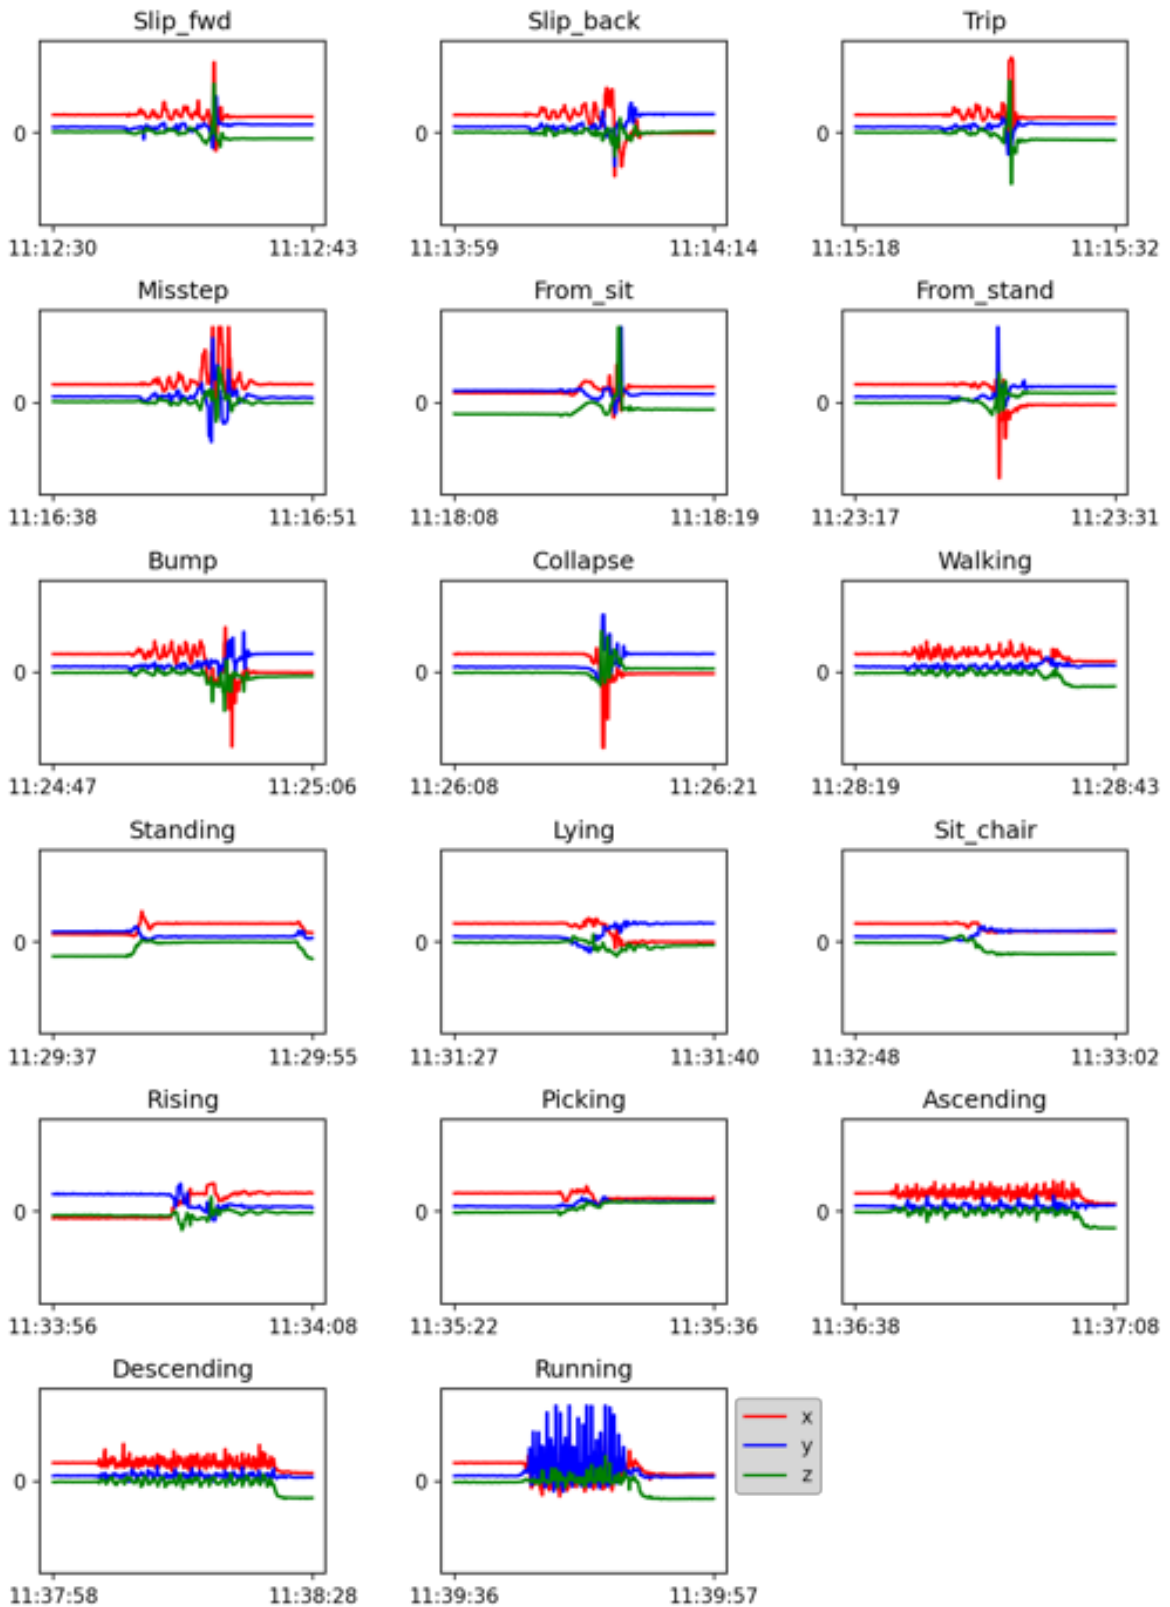 Slip_fwd
0
11:12:30 11:12:43
Slip_back
11:13:59 11:14:14
Trip
0
11:15:18 11:15:32
Misstep
0
11:16:38 11:16:51
From_sit
11:18:08 11:18:19
From_stand
0
11:23:17 11:23:31
Bump
0
11:24:47 11:25:06
Collapse
0
11:26:08 11:26:21
Walking
0
11:28:19 11:28:43
Standing
0
11:29:37 11:29:55
Lying
0
11:31:27 11:31:40
Sit_chair
0
11:32:48 11:33:02
Rising
0
11:33:56 11:34:08
Picking
0
11:35:22 11:35:36
Ascending
0
11:36:38 11:37:08
Descending
0
11:37:58 11:38:28
Running
0
11:39:36 11:39:57
x
y
z